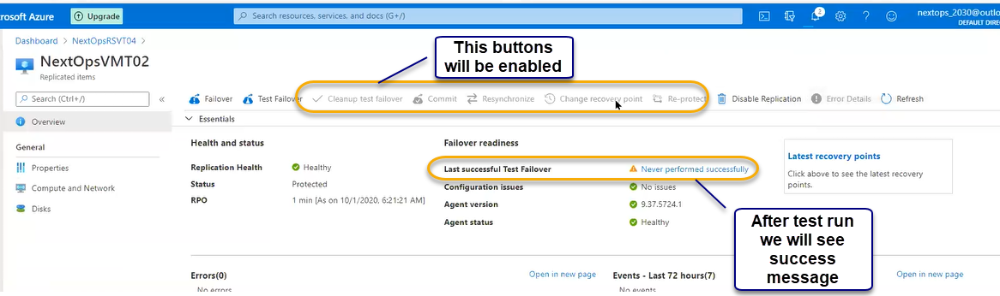 rosoft Azure
Upgrade
Search resources, services, and docs (G+/)
2
nextops_2030@outlo
DEFAULT DIRE
Dashboard > NextOpsRSVT04 >
This buttons
will be enabled
NextOpsVMT02
Replicated items
Search (Ctrl+/)
«
Failover
Test Failover
Cleanup test failover
Commit
Resynchronize
Change recovery point
Re-protect
Disable Replication
Error Details
Refresh
Overview
Essentials
General
Properties
Compute and Network
Disks
Health and status
Replication Health
Healthy
Status
Protected
RPO
1 min [As on 10/1/2020, 6:21:21 AM]
Failover readiness
Last successful Test Failover
Never performed successfully
Configuration issues
No issues
Agent version
9.37.5724.1
Agent status
Healthy
Latest recovery points
Click above to see the latest recovery
points.
After test run
we will see
success
message
Errors(0)
Open in new page
No errors
Events - Last 72 hours(7)
Open in new page
No events